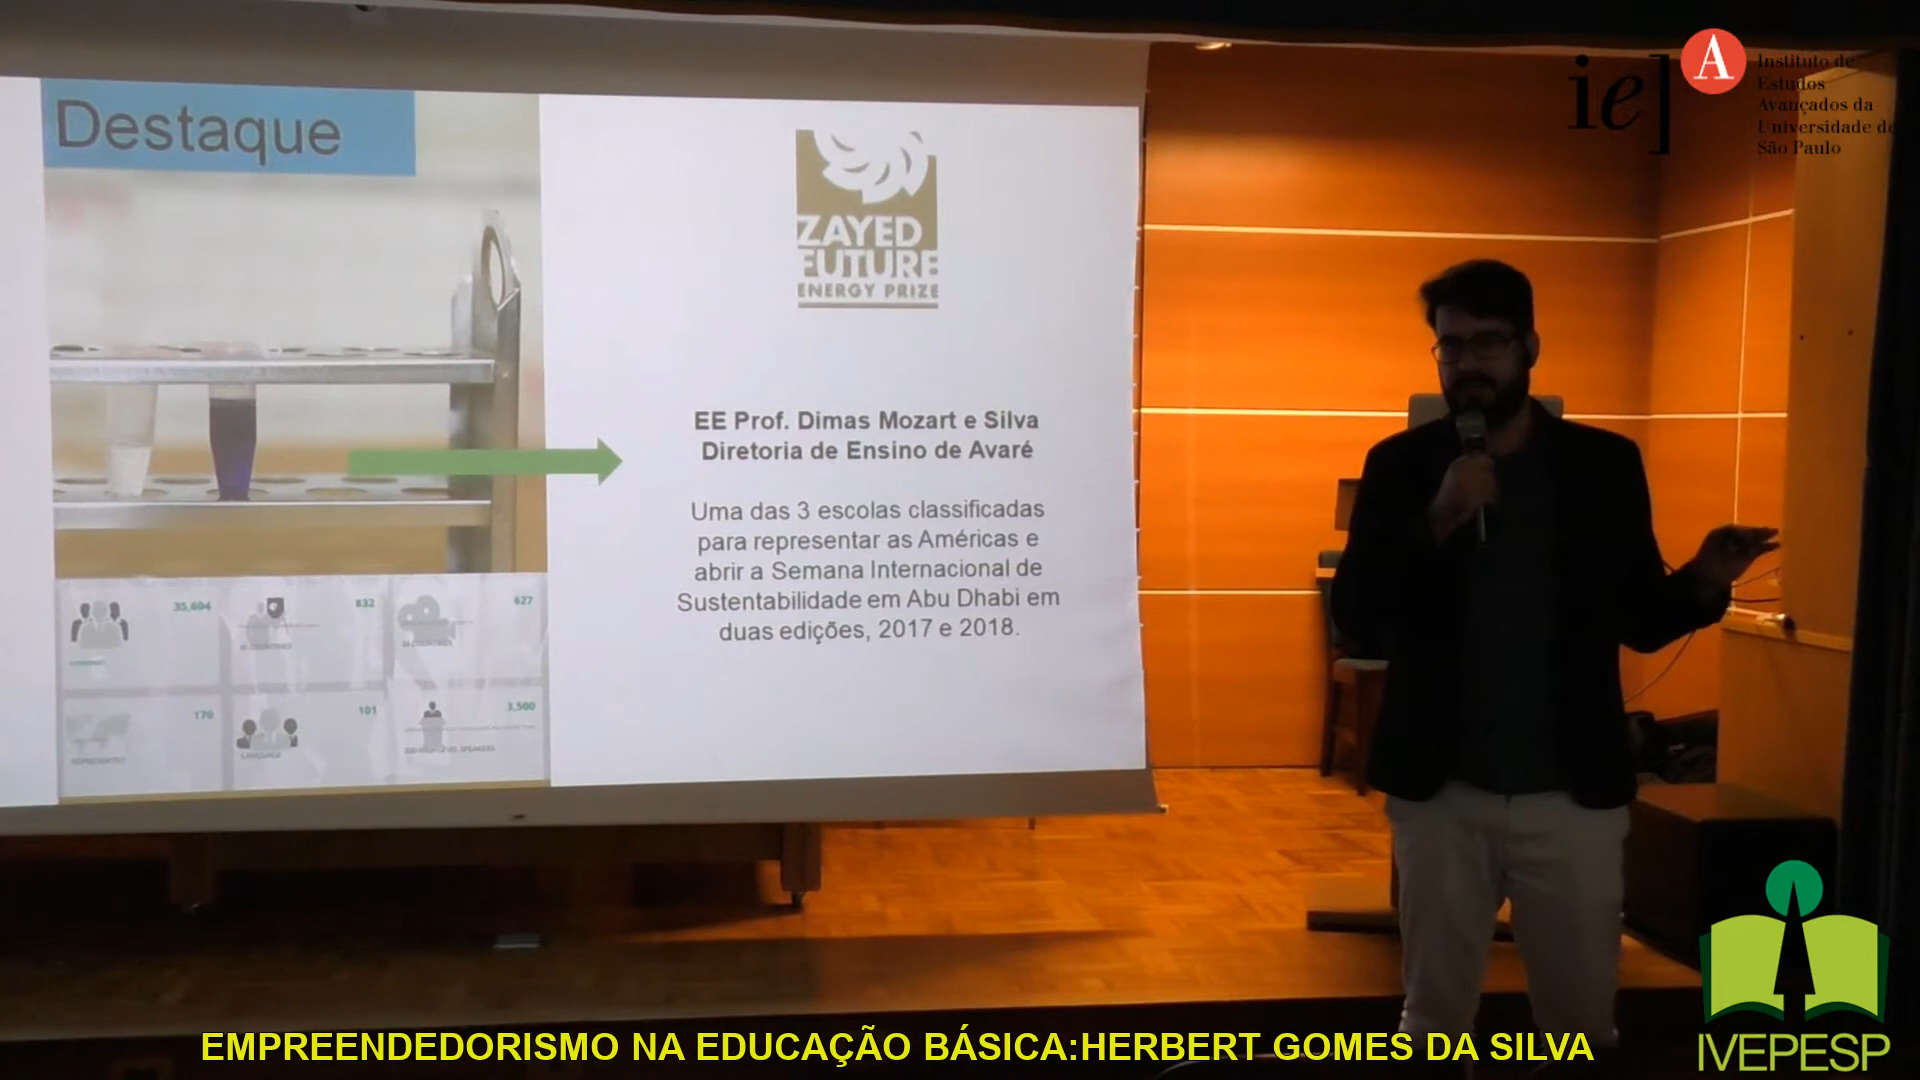 Destaque
ZAYED
FUTURE
ENERGY PRIZE
EE Prof. Dimas Mozart e Silva
Diretoria de Ensino de Avaré
Uma das 3 escolas classificadas
para representar as Américas e
abrir a Semana Internacional de
Sustentabilidade em Abu Dhabi em
duas edições, 2017 e 2018.
35,604
832
627
170
101
3,500
LANGUAGE
iea
A
Instituto de
Estudos
Avançados da
Universidade de
São Paulo
EMPREENDEDORISMO NA EDUCAÇÃO BÁSICA:HERBERT GOMES DA SILVA
IVEPESP